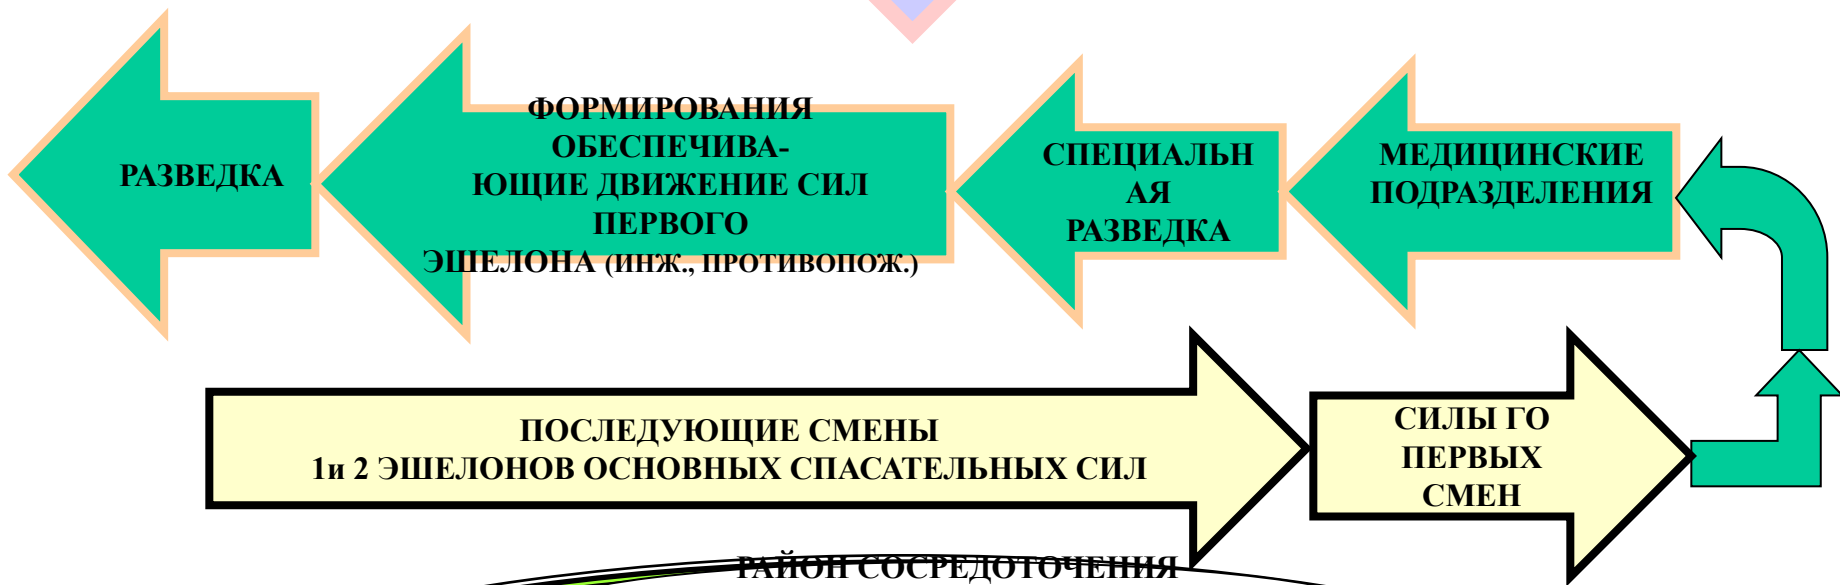 РАЗВЕДКА
ФОРМИРОВАНИЯ
ОБЕСПЕЧИВА-
ЮЩИЕ ДВИЖЕНИЕ СИЛ
ПЕРВОГО
ЭШЕЛОНА (ИНЖ., ПРОТИВОПОЖ.)
СПЕЦИАЛЬН
АЯ
РАЗВЕДКА
МЕДИЦИНСКИЕ
ПОДРАЗДЕЛЕНИЯ
ПОСЛЕДУЮЩИЕ СМЕНЫ
1и 2 ЭШЕЛОНОВ ОСНОВНЫХ СПАСАТЕЛЬНЫХ СИЛ
СИЛЫ ГО
ПЕРВЫХ
СМЕН
РАЙОН СОСРЕДОТОЧЕНИЯ